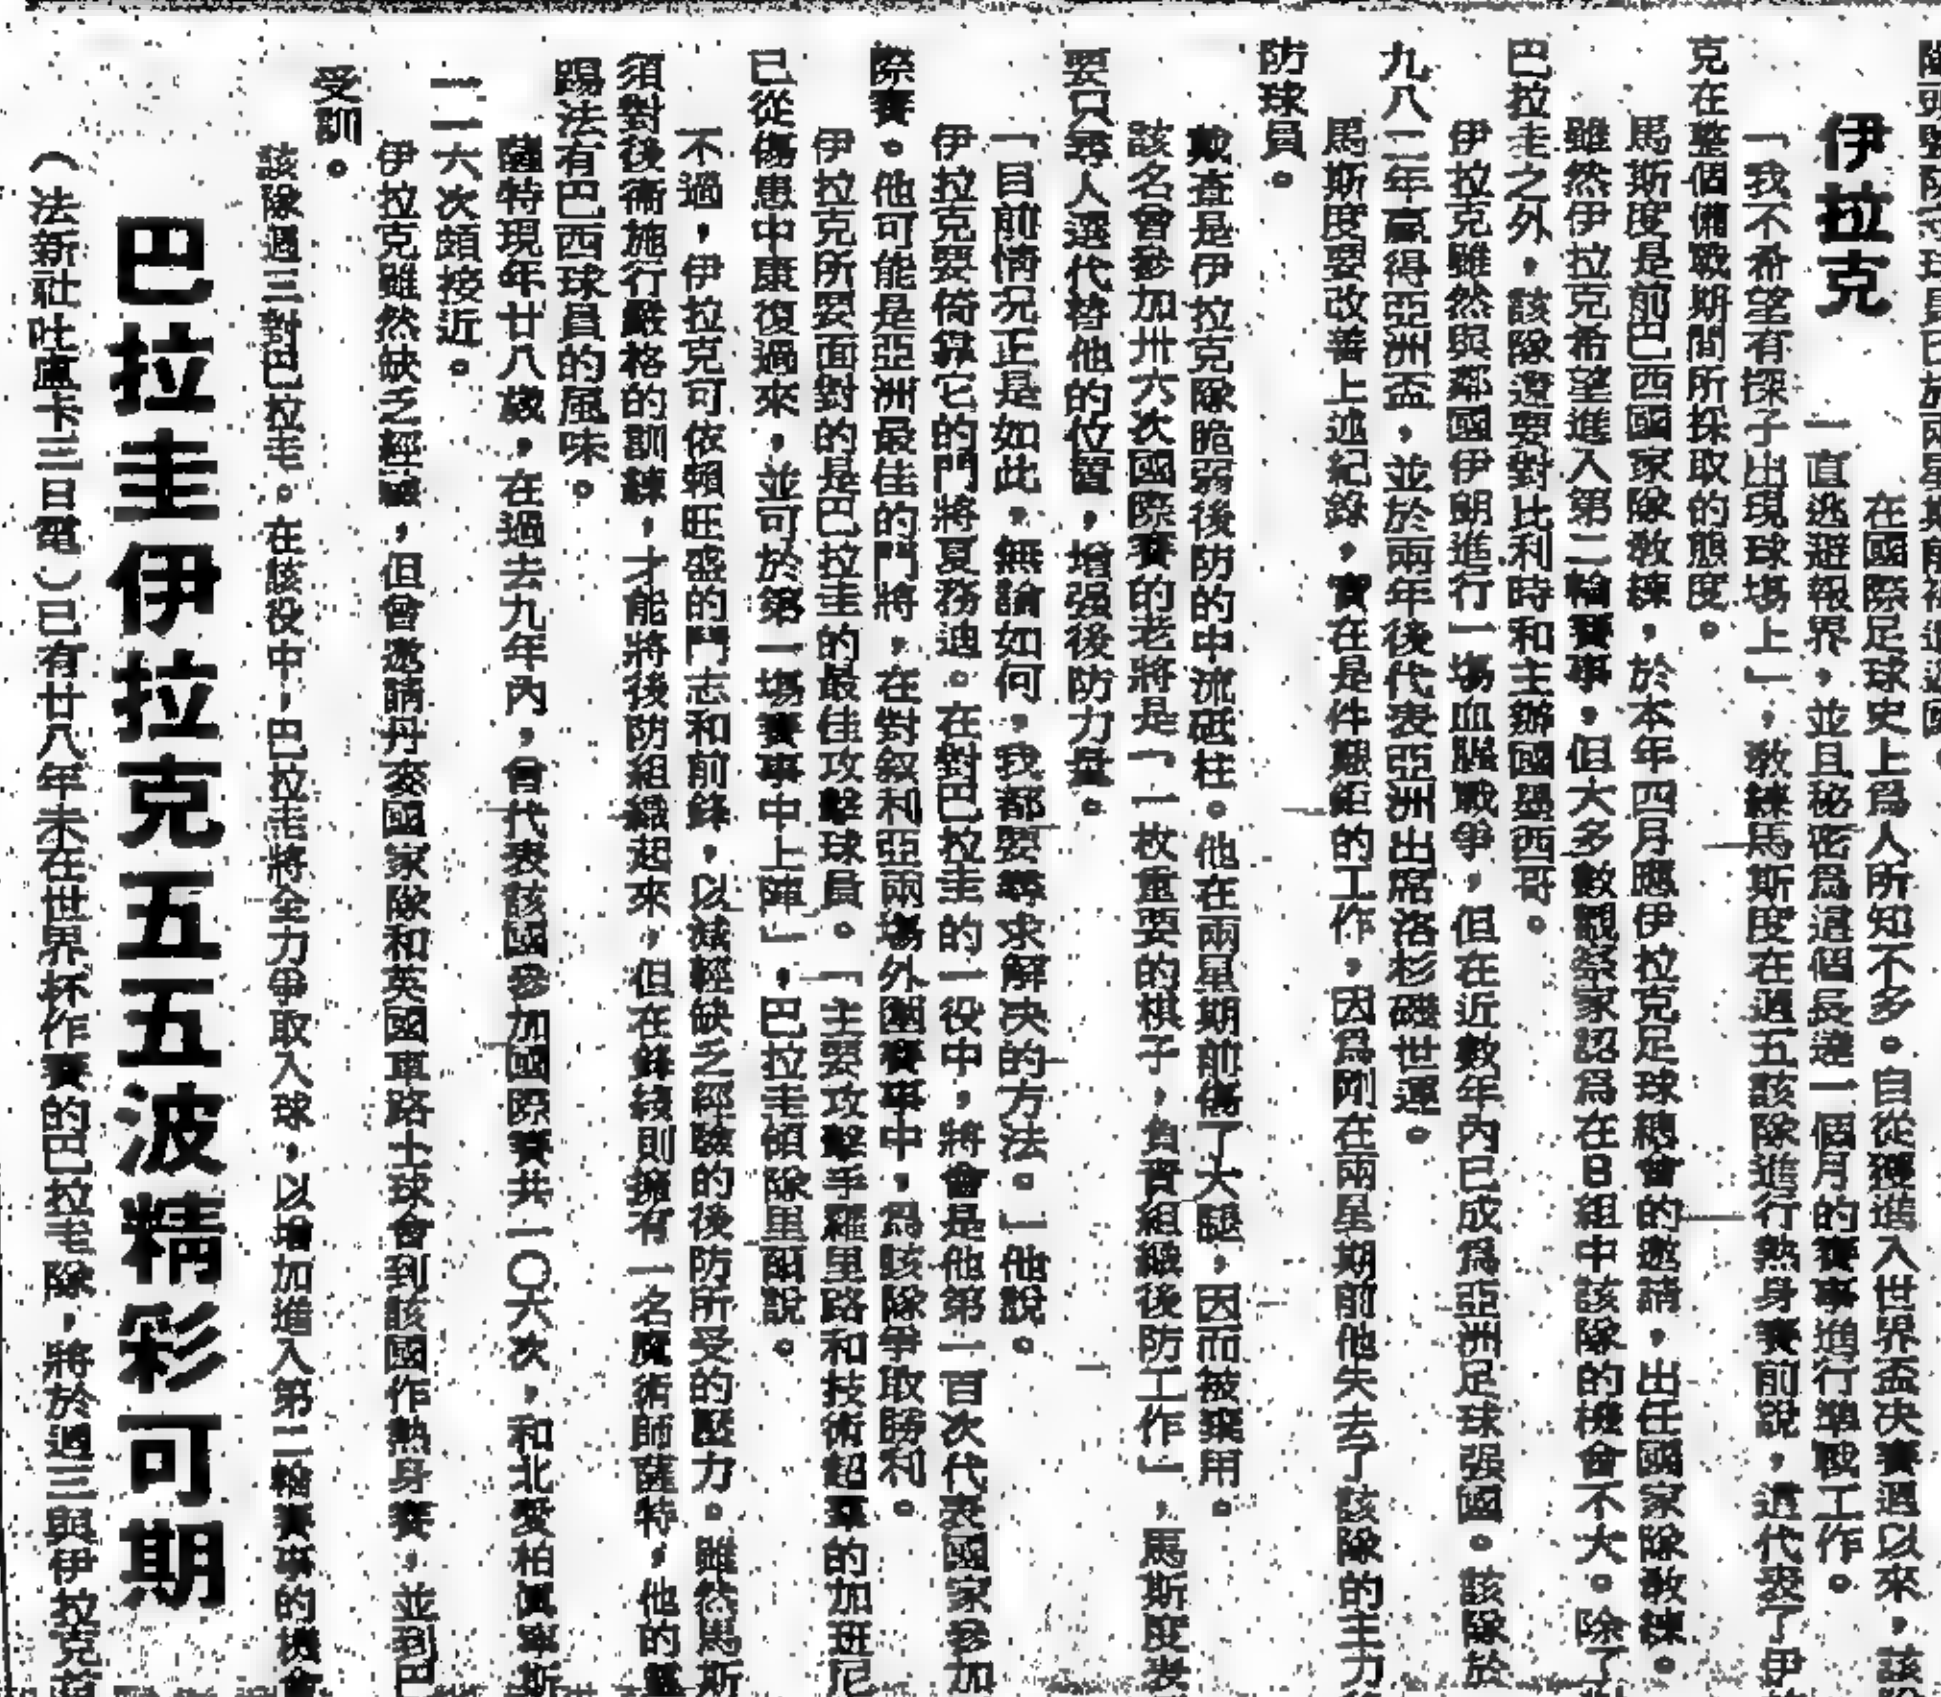 伊拉克
在國際足球史上爲人所知不多。自從獲進入世界盃决賽週以來,該
一直逃避報界,並且秘密爲這個長達一個月的賽事進行準戰工作。
「我不希望有探子出現球場上」,敎練馬斯度在過五該隊進行熱身賽前說,這代表了伊
克在整個備戰期間所採取的態度。
馬斯度是前巴西國家隊敎練,於本年四月應伊拉克足球總會的邀請,出任國家隊敎練。
雖然伊拉克希望進入第二輪賽事,但大多數觀察家認爲在B組中該隊的機會不大。除了
巴拉圭之外,該隊還要對比利時和主辦國墨西哥。
伊拉克雖然與鄰國伊朗進行一場血腥戰爭,但在近數年內已成爲亞洲足球强國。該隊於
九八二年贏得亞洲盃,並於兩年後代表亞洲出席洛杉磯世運。
馬斯度要改善上述紀錄,實在是件艱鉅的工作,因爲剛在兩星期前他失去了該隊的主力
防球員。
戴查是伊拉克隊脆弱後防的中流砥柱。他在兩星期前傷了大腿,因而被棄用。
該名曾參加卅六次國際賽的老將是「一枚重要的棋子,負責組織後防工作」,馬斯度表
要只尋人選代替他的位置,增强後防力量。
「目前情况正是如此,無論如何,我都要尋求解决的方法。」他說。
伊拉克要倚靠它的門將夏務迪。在對巴拉圭的一役中,將會是他第一百次代表國家參加
際賽。他可能是亞洲最佳的門將,在對叙利亞兩場外圍賽事中,爲該隊爭取勝利。
伊拉克所要面對的是巴拉圭的最佳攻擊球員。「主要攻擊手羅里路和技術超羣的加班尼
已從傷患中康復過來,並可於第一場賽事中上陣」,巴拉圭領隊里函說。
不過,伊拉克可依賴旺盛的鬥志和前鋒,以減輕缺乏經驗的後防所受的壓力。雖然馬斯
須對後衞施行嚴格的訓練,才能將後防組織起來,但在鋒綫則擁有一名魔術師薩特,他的
踢法有巴西球員的風味。
薩特現年廿八歲,在過去九年內,曾代表該國參加國際賽共一〇六次,和北愛柏眞寧斯
一一六次頗接近。
伊拉克雖然缺乏經驗,但曾邀請丹麥國家隊和英國車路士球會到該國作熱身賽,並到巴
受訓。
該隊週三對巴拉圭。在該役中,巴拉圭將全力爭取入球,以增加進入第二輪賽事的機會
巴拉圭伊拉克五五波精彩可期
(法新社吐盧卡三日電)已有廿八年未在世界杯作賽的巴拉圭隊,將於週三與伊拉克